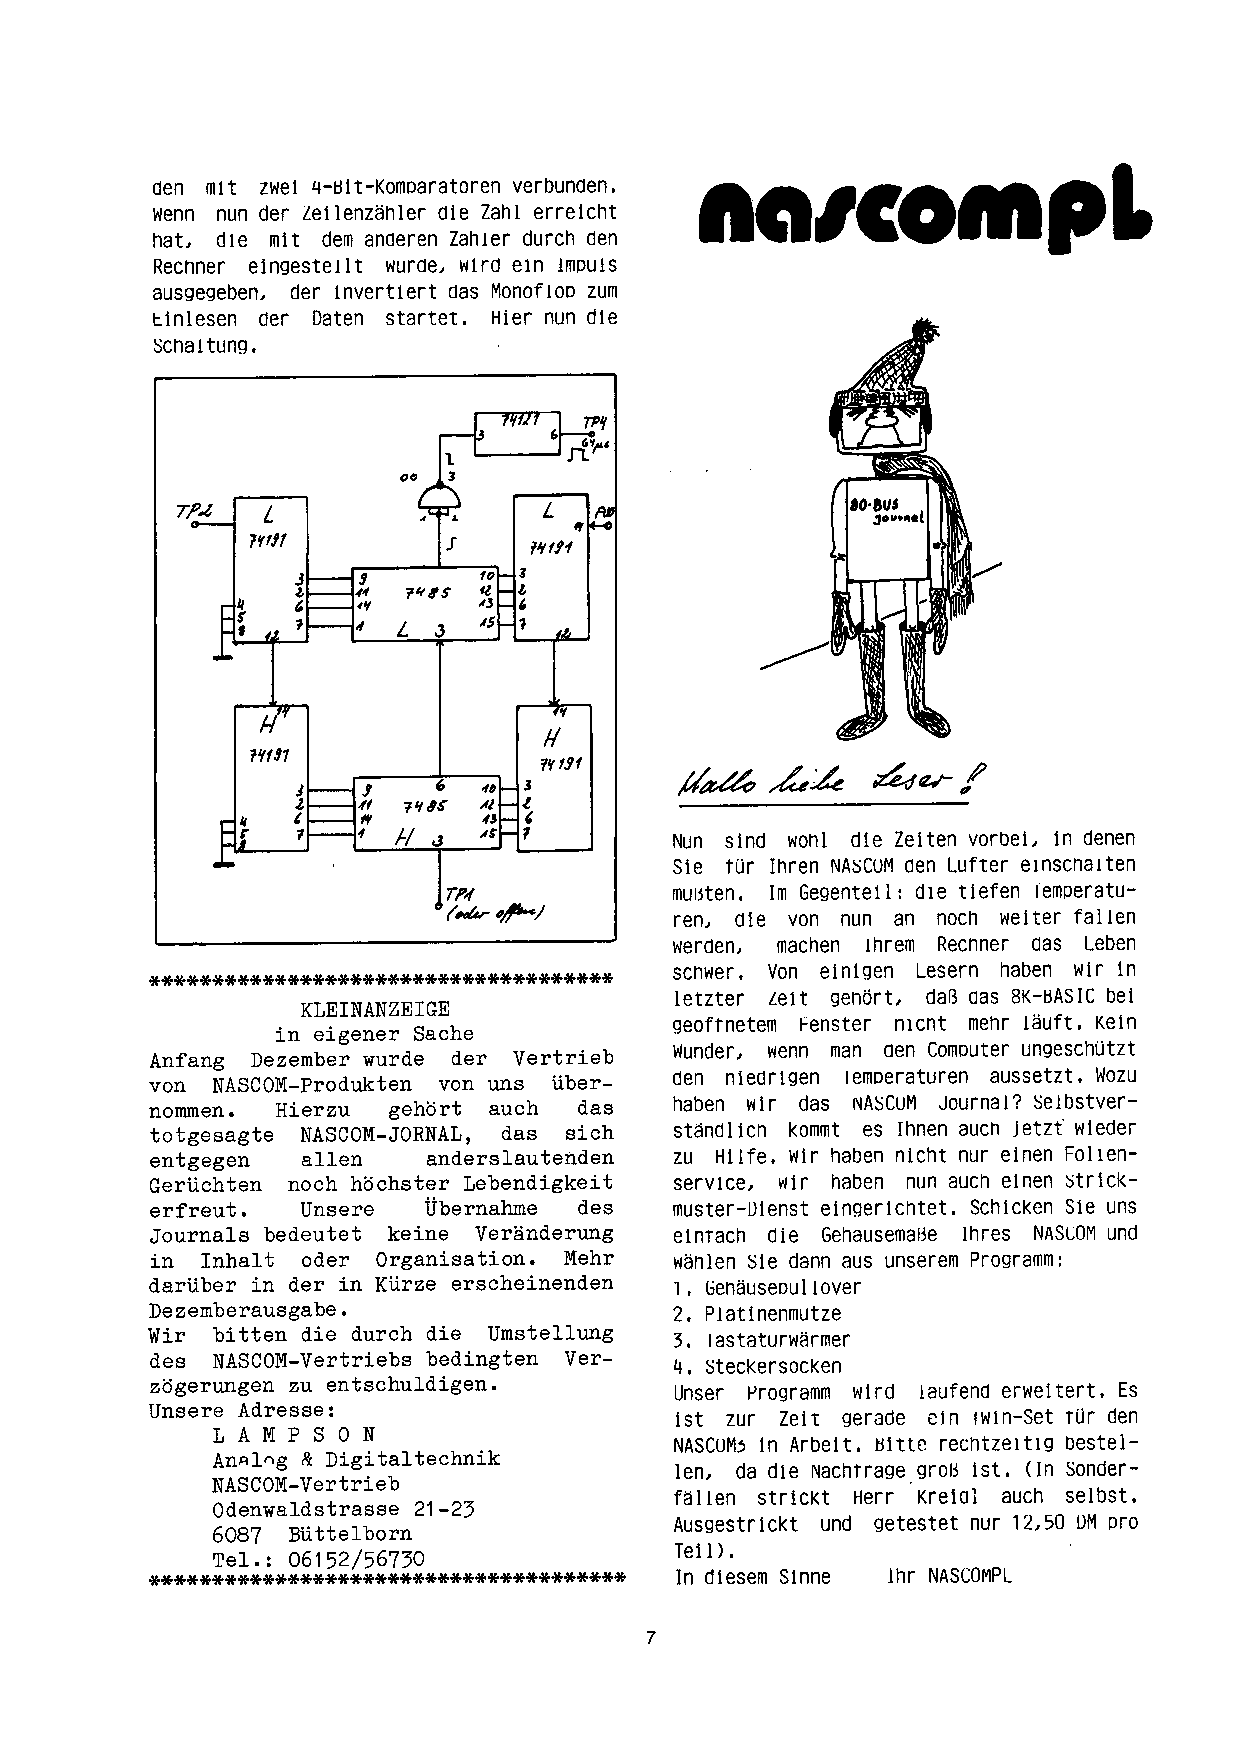 den mit zwei 4-Bit-Komparatoren verbunden.
Wenn nun der Zeilenzähler die Zahl erreicht
hat, die mit dem anderen Zähler durch den
Rechner eingestellt wurde, wird ein Impuls
ausgegeben, der invertiert das Monoflop zum
Einlesen der Daten startet. Hier nun die
Schaltung.
74121
TP4
3
6
64µs
1
00
3
1
2
TP2
L
74191
L
74191
9
3
2
6
7
4
5
8
12
9
11
14
1
7485
L
3
10
12
13
15
3
2
6
7
12
14
H
74191
14
H
74191
3
2
6
7
4
5
8
9
11
14
1
6
7485
H
3
10
12
13
15
3
2
6
7
TP1
(oder offen)
*************************************
KLEINANZEIGE
in eigener Sache
Anfang Dezember wurde der Vertrieb
von NASCOM-Produkten von uns über-
nommen. Hierzu gehört auch das
totgesagte NASCOM-JORNAL, das sich
entgegen allen anderslautenden
Gerüchten noch höchster Lebendigkeit
erfreut. Unsere Übernahme des
Journals bedeutet keine Veränderung
in Inhalt oder Organisation. Mehr
darüber in der in Kürze erscheinenden
Dezemberausgabe.
Wir bitten die durch die Umstellung
des NASCOM-Vertriebs bedingten Ver-
zögerungen zu entschuldigen.
Unsere Adresse:
L A M P S O N
Analog & Digitaltechnik
NASCOM-Vertrieb
Odenwaldstrasse 21-23
6087 Büttelborn
Tel.: 06152/56730
**************************************
nascompl
80-BUS
Journal
Hallo liebe Leser!
Nun sind wohl die Zeiten vorbei, in denen
Sie für Ihren NASCOM den Lüfter einschalten
mußten. Im Gegenteil: die tiefen Temperatu-
ren, die von nun an noch weiter fallen
werden, machen Ihrem Rechner das Leben
schwer. Von einigen Lesern haben wir in
letzter Zeit gehört, daß das 8K-BASIC bei
geöffnetem Fenster nicht mehr läuft. Kein
Wunder, wenn man den Computer ungeschützt
den niedrigen Temperaturen aussetzt. Wozu
haben wir das NASCOM Journal? Selbstver-
ständlich kommt es Ihnen auch jetzt wieder
zu Hilfe. Wir haben nicht nur einen Folien-
service, wir haben nun auch einen Strick-
muster-Dienst eingerichtet. Schicken Sie uns
einfach die Gehäusemaße Ihres NASCOM und
wählen Sie dann aus unserem Programm:
1. Gehäusepullover
2. Platinenmütze
3. Tastaturwärmer
4. Steckersocken
Unser Programm wird laufend erweitert. Es
ist zur Zeit gerade ein Twin-Set für den
NASCOM3 in Arbeit. Bitte rechtzeitig bestel-
len, da die Nachfrage groß ist. (In Sonder-
fällen strickt Herr Kreidl auch selbst.
Ausgestrickt und getestet nur 12,50 DM pro
Teil).
In diesem Sinne Ihr NASCOMPL
7